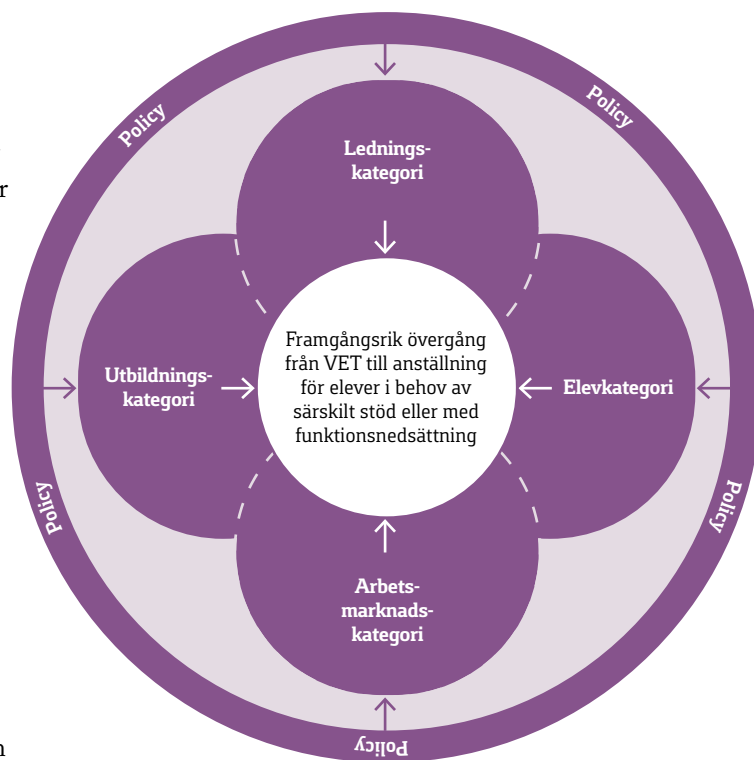 Policy
Policy
Lednings-
kategori
r
Framgångsrik övergång
från VET till anställning
för elever i behov av
särskilt stöd eller med
funktionsnedsättning
Utbildnings-
kategori
Elevkategori
Policy
Policy
Arbets-
marknads-
kategori
Policy